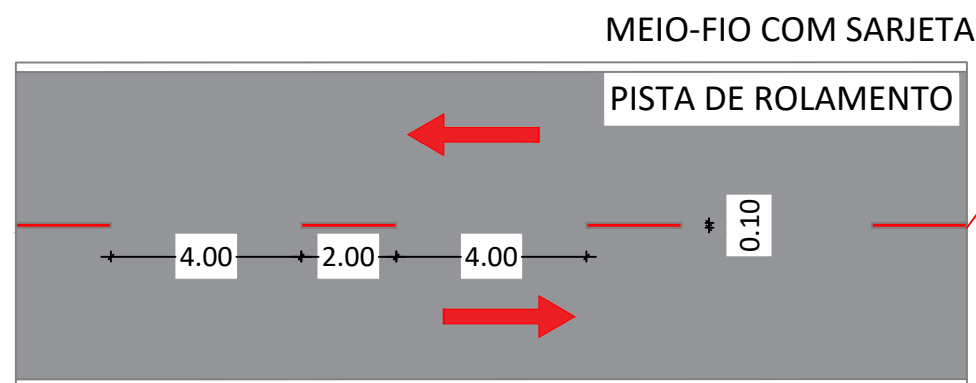 MEIO-FIO COM SARJETA
PISTA DE ROLAMENTO
0.10
4.00 2.00 4.00